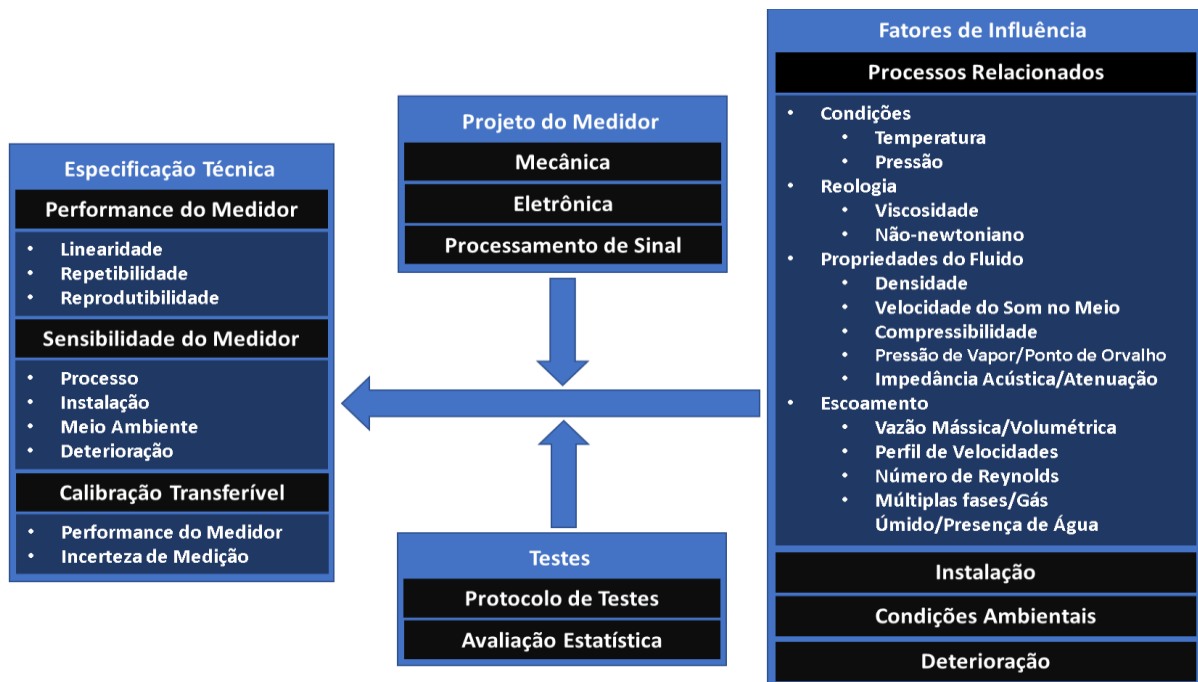 Especificação Técnica
Performance do Medidor
• Linearidade
• Repetibilidade
• Reprodutibilidade
Sensibilidade do Medidor
• Processo
• Instalação
• Meio Ambiente
• Deterioração
Calibração Transferível
• Performance do Medidor
• Incerteza de Medição
Projeto do Medidor
Mecânica
Eletrônica
Processamento de Sinal
Testes
Protocolo de Testes
Avaliação Estatística
Fatores de Influência
Processos Relacionados
• Condições
• Temperatura
• Pressão
• Reologia
• Viscosidade
• Não-newtoniano
• Propriedades do Fluido
• Densidade
• Velocidade do Som no Meio
• Compressibilidade
• Pressão de Vapor/Ponto de Orvalho
• Impedância Acústica/Atenuação
• Escoamento
• Vazão Mássica/Volumétrica
• Perfil de Velocidades
• Número de Reynolds
• Múltiplas fases/Gás
Úmido/Presença de Água
Instalação
Condições Ambientais
Deterioração